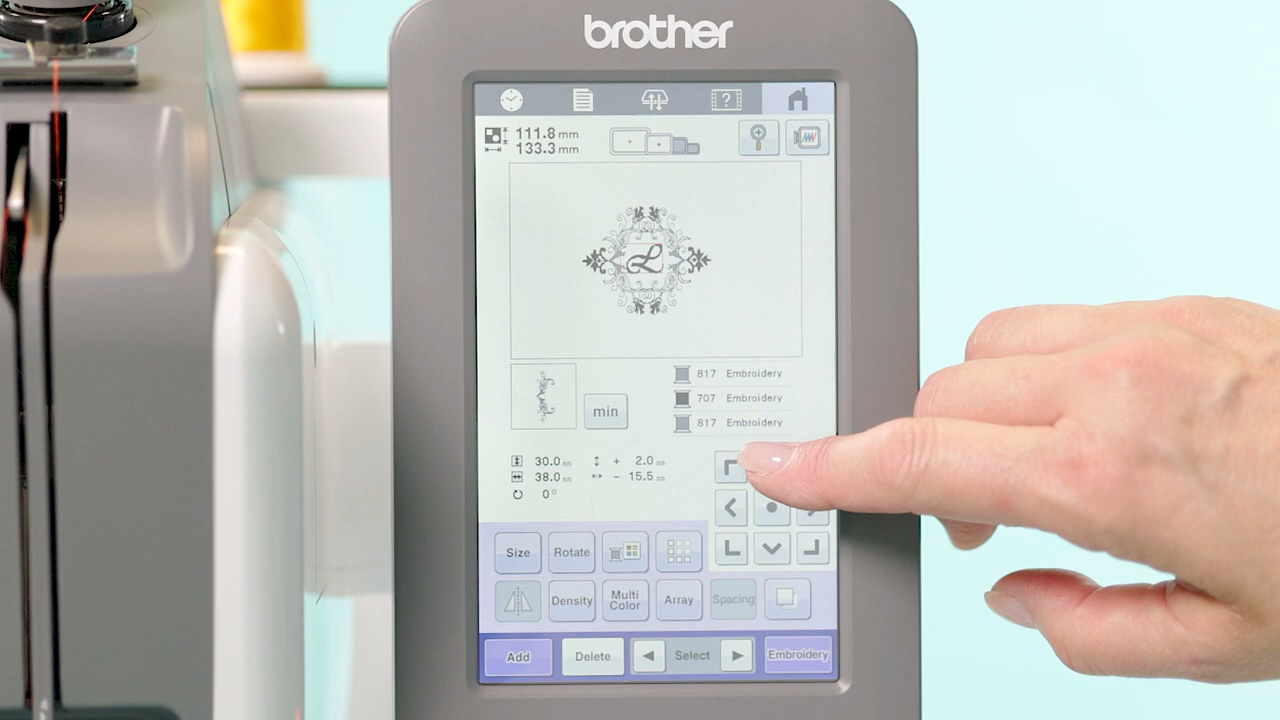 brother
?
111.8 mm
133.3 mm
L
817 Embroidery
707 Embroidery
min
817 Embroidery
30.0 mm + 2.0 mm
38.0 mm - 15.5 mm
0°
Size Rotate
Density Multi Color Array Spacing
Add Delete Select Embroidery